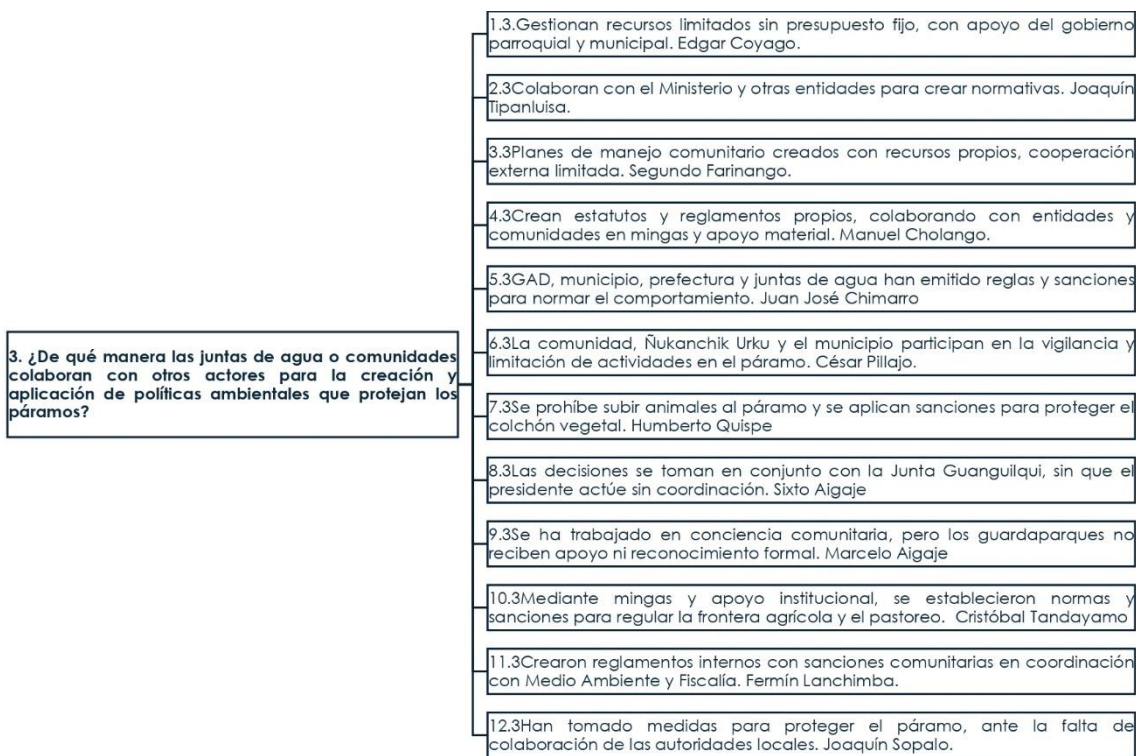 3. ¿De qué manera las juntas de agua o comunidades
colaboran con otros actores para la creación y
aplicación de políticas ambientales que protejan los
páramos?
1.3.Gestionan recursos limitados sin presupuesto fijo, con apoyo del gobierno
parroquial y municipal. Edgar Coyago.
2.3Colaboran con el Ministerio y otras entidades para crear normativas. Joaquín
Tipanluisa.
3.3Planes de manejo comunitario creados con recursos propios, cooperación
externa limitada. Segundo Farinango.
4.3Crean estatutos y reglamentos propios, colaborando con entidades y
comunidades en mingas y apoyo material. Manuel Cholango.
5.3GAD, municipio, prefectura y juntas de agua han emitido reglas y sanciones
para normar el comportamiento. Juan José Chimarro
6.3La comunidad, Ñukanchik Urku y el municipio participan en la vigilancia y
limitación de actividades en el páramo. César Pillajo.
7.3Se prohíbe subir animales al páramo y se aplican sanciones para proteger el
colchón vegetal. Humberto Quispe
8.3Las decisiones se toman en conjunto con la Junta Guanguilqui, sin que el
presidente actúe sin coordinación. Sixto Aigaje
9.3Se ha trabajado en conciencia comunitaria, pero los guardaparques no
reciben apoyo ni reconocimiento formal. Marcelo Aigaje
10.3Mediante mingas y apoyo institucional, se establecieron normas y
sanciones para regular la frontera agrícola y el pastoreo. Cristóbal Tandayamo
11.3Crearon reglamentos internos con sanciones comunitarias en coordinación
con Medio Ambiente y Fiscalía. Fermín Lanchimba.
12.3Han tomado medidas para proteger el páramo, ante la falta de
colaboración de las autoridades locales. Joaquín Sopalo.